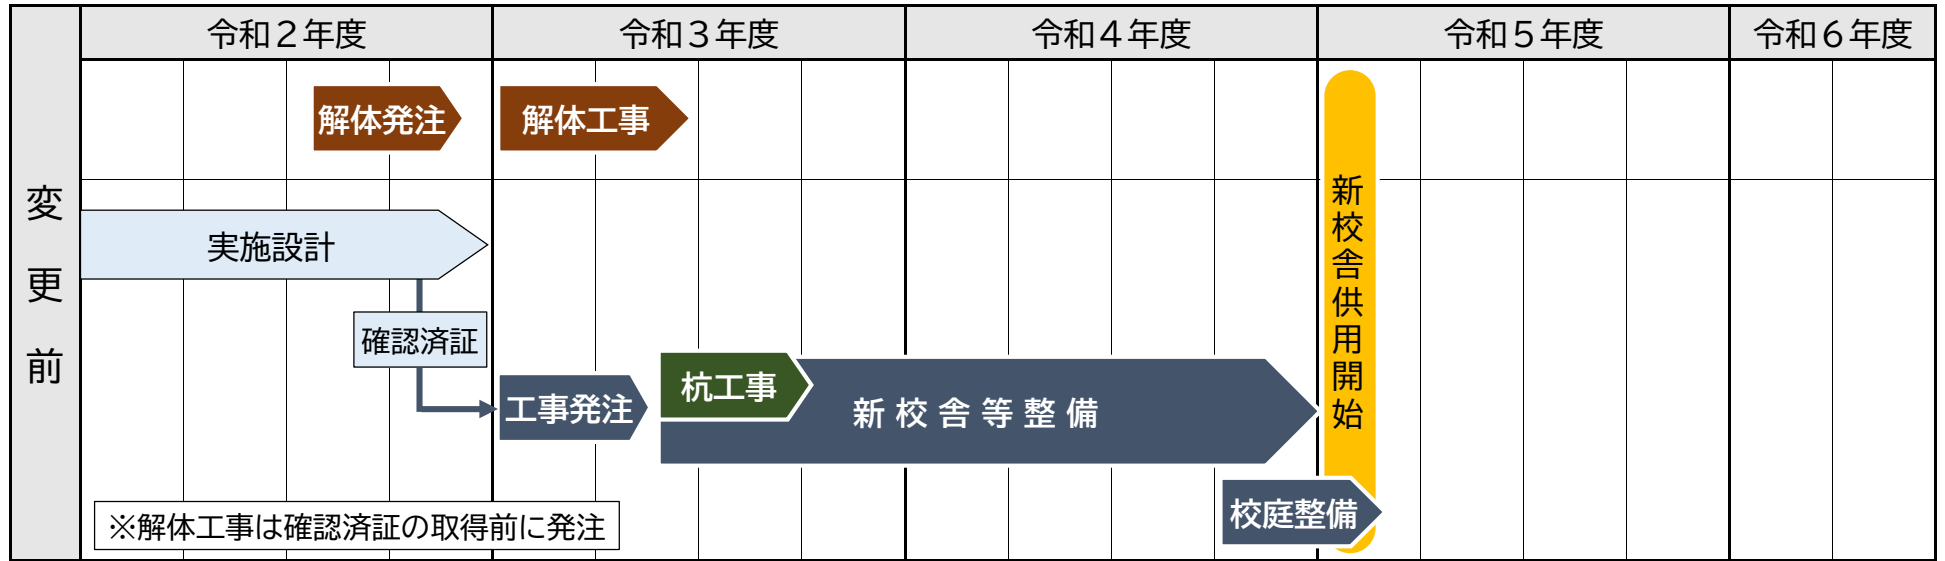 令和２年度
令和３年度
令和４年度
令和５年度
令和６年度
変更前
解体発注
解体工事
実施設計
確認済証
工事発注
杭工事
新校舎等整備
校庭整備
新校舎供用開始
※解体工事は確認済証の取得前に発注